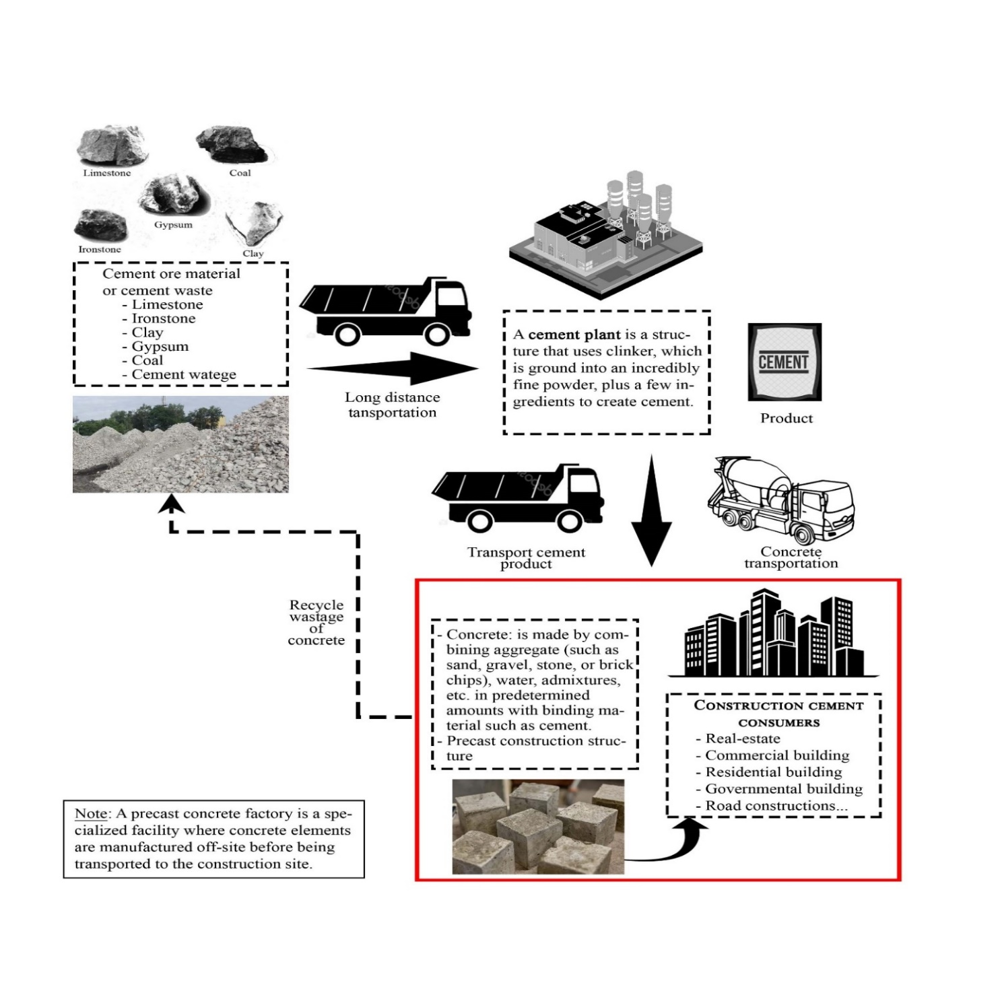 Limestone
Coal
Gypsum
Ironstone
Clay
Cement ore material
or cement waste
- Limestone
- Ironstone
- Clay
- Gypsum
- Coal
- Cement watege
Long distance
tansportation
A cement plant is a struc-
ture that uses clinker, which
is ground into an incredibly
fine powder, plus a few in-
gredients to create cement.
CEMENT
Product
Transport cement
product
Concrete
transportation
Recycle
wastage
of
concrete
- Concrete: is made by com-
bining aggregate (such as
sand, gravel, stone, or brick
chips), water, admixtures,
etc. in predetermined
amounts with binding ma-
terial such as cement.
- Precast construction struc-
ture
CONSTRUCTION CEMENT
CONSUMERS
- Real-estate
- Commercial building
- Residential building
- Governmental building
- Road constructions...
Note: A precast concrete factory is a spe-
cialized facility where concrete elements
are manufactured off-site before being
transported to the construction site.